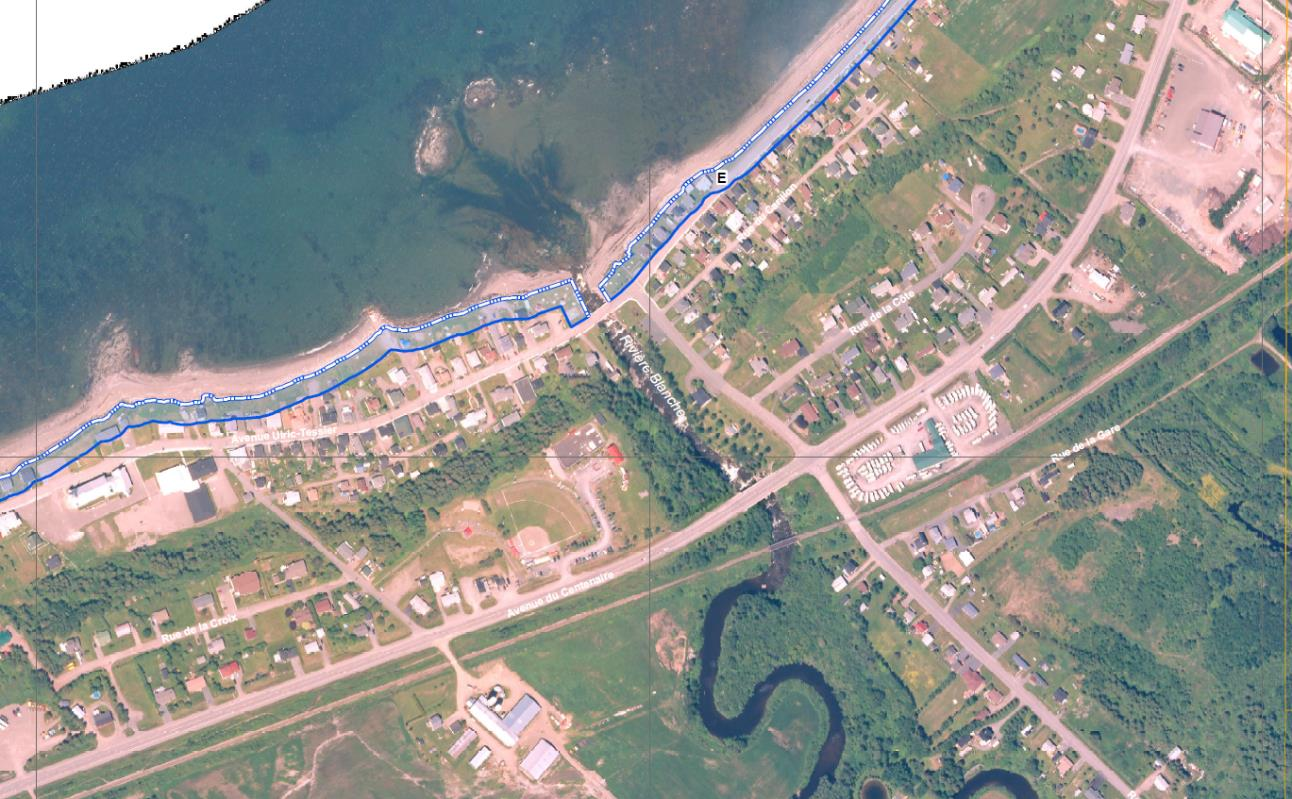 E
Rue de la Côte
Rivière Blanche
Avenue Ulric-Tessier
Rue de la Gare
Avenue du Centenaire
Rue de la Croix